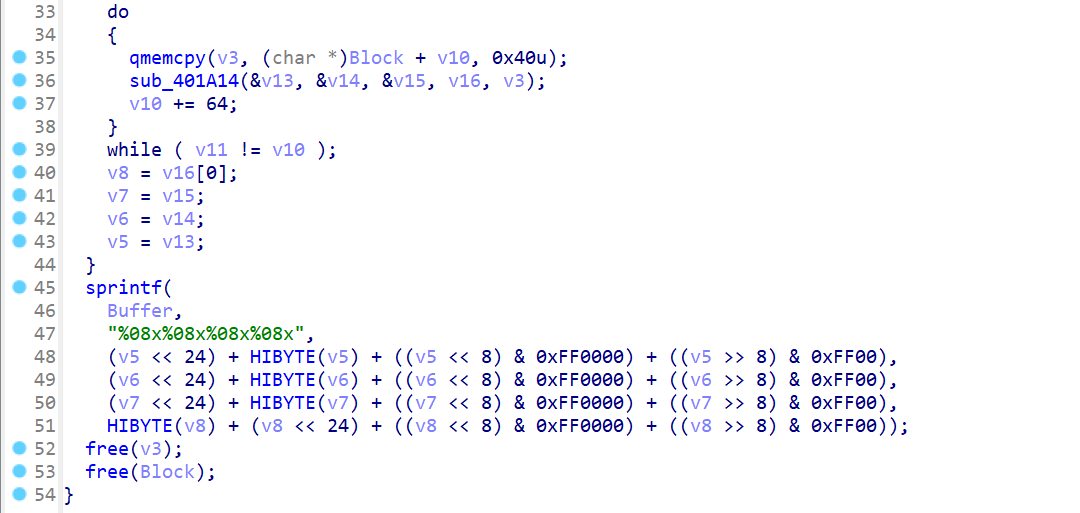 33 do
34 {
35 qmemcpy(v3, (char *)Block + v10, 0x40u);
36 sub_401A14(&v13, &v14, &v15, v16, v3);
37 v10 += 64;
38 }
39 while ( v11 != v10 );
40 v8 = v16[0];
41 v7 = v15;
42 v6 = v14;
43 v5 = v13;
44 }
45 sprintf(
46 Buffer,
47 "%08x%08x%08x%08x",
48 (v5 << 24) + HIBYTE(v5) + ((v5 << 8) & 0xFF0000) + ((v5 >> 8) & 0xFF00),
49 (v6 << 24) + HIBYTE(v6) + ((v6 << 8) & 0xFF0000) + ((v6 >> 8) & 0xFF00),
50 (v7 << 24) + HIBYTE(v7) + ((v7 << 8) & 0xFF0000) + ((v7 >> 8) & 0xFF00),
51 HIBYTE(v8) + (v8 << 24) + ((v8 << 8) & 0xFF0000) + ((v8 >> 8) & 0xFF00));
52 free(v3);
53 free(Block);
54 }